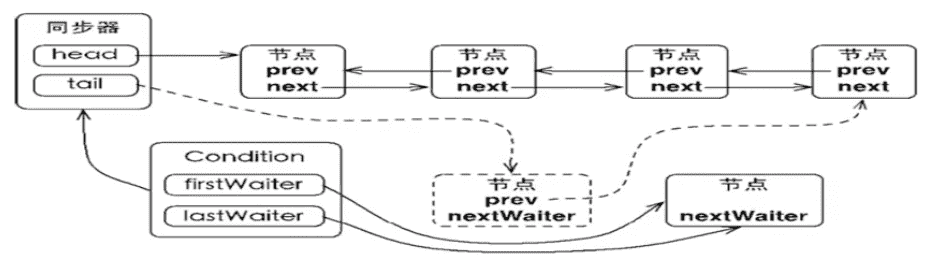 同步器
head
tail
节点
prev
next
节点
prev
next
节点
prev
next
节点
prev
next
Condition
firstWaiter
lastWaiter
节点
prev
nextWaiter
节点
nextWaiter